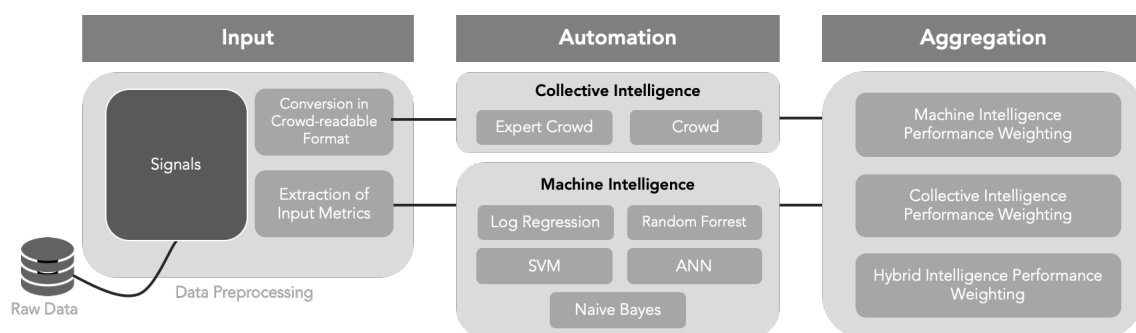 Input
Automation
Aggregation
Signals
Conversion in
Crowd-readable
Format
Extraction of
Input Metrics
Raw Data
Data Preprocessing
Collective Intelligence
Expert Crowd
Crowd
Machine Intelligence
Log Regression
Random Forrest
SVM
ANN
Naive Bayes
Machine Intelligence
Performance Weighting
Collective Intelligence
Performance Weighting
Hybrid Intelligence Performance
Weighting